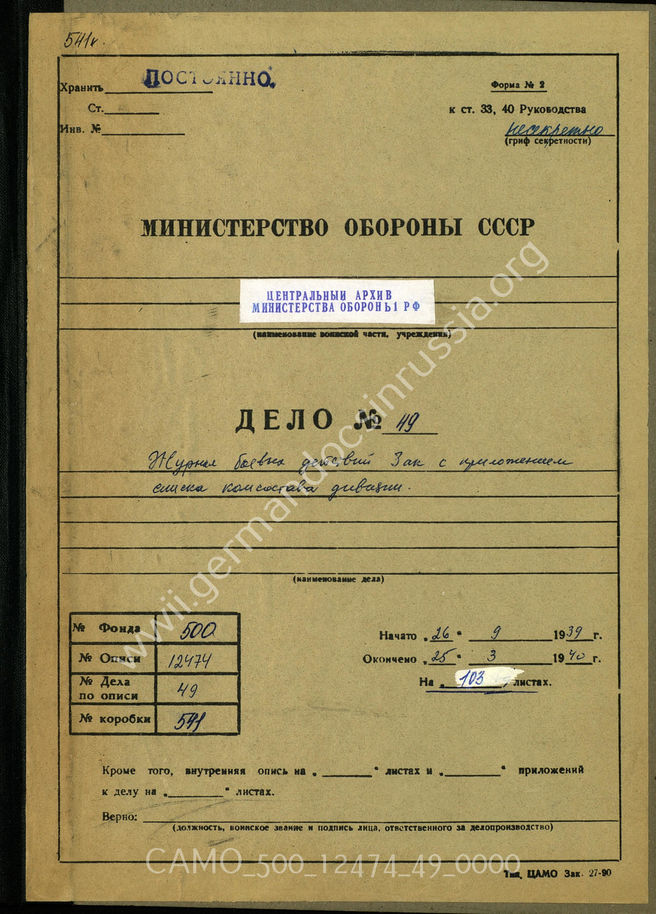 541к.
Хранить ПОСТОЯННО.
Ст.
Инв. №
Форма № 2
к ст. 33, 40 Руководства
несекретно
(гриф секретности)
МИНИСТЕРСТВО ОБОРОНЫ СССР
ЦЕНТРАЛЬНЫЙ АРХИВ
МИНИСТЕРСТВА ОБОРОНЫ РФ
(наименование воинской части, учреждения)
ДЕЛО № 49
Журнал боевых действий 3ак с приложением
списка комсостава дивизии.
(наименование дела)
№ Фонда 500
№ Описи 12474
№ Дела
по описи 49
№ коробки 541
Начато „26" 9 1939 г.
Окончено „25" 3 1940 г.
На „103" листах.
Кроме того, внутренняя опись на „ " листах и „ " приложений
к делу на „ " листах.
Верно:
(должность, воинское звание и подпись лица, ответственного за делопроизводство)
CAMO_500_12474_49_0000
Тип. ЦАМО Зак. 27-90
www.germandocsinrussia.org